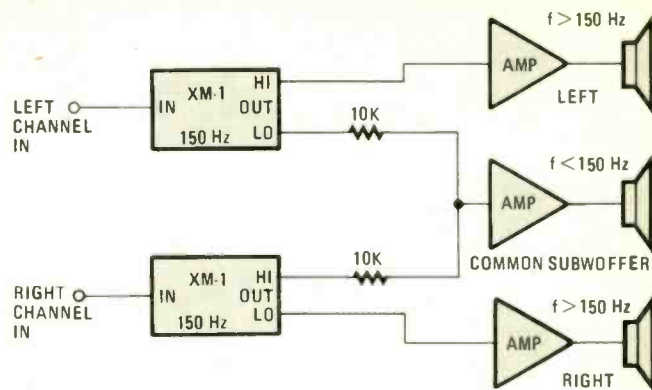 f > 150 Hz
HI
XM-1
AMP
LEFT
CHANNEL
IN
IN
OUT
LEFT
150 Hz
LO
10K
f < 150 Hz
AMP
10K
COMMON SUBWOFFER
XM-1
HI
RIGHT
CHANNEL
IN
IN
OUT
f > 150 Hz
150 Hz
LO
AMP
RIGHT